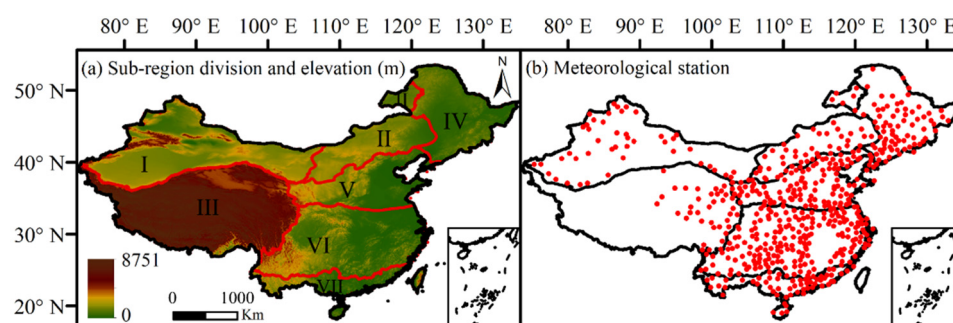 80° E 90° E 100° E 110° E 120° E 130° E 80° E 90° E 100° E 110° E 120° E 130° E
(a) Sub-region division and elevation (m)
N
(b) Meteorological station
50° N
40° N
30° N
20° N
II
IV
II
I
V
III
VI
VII
8751
0
0 1000
Km